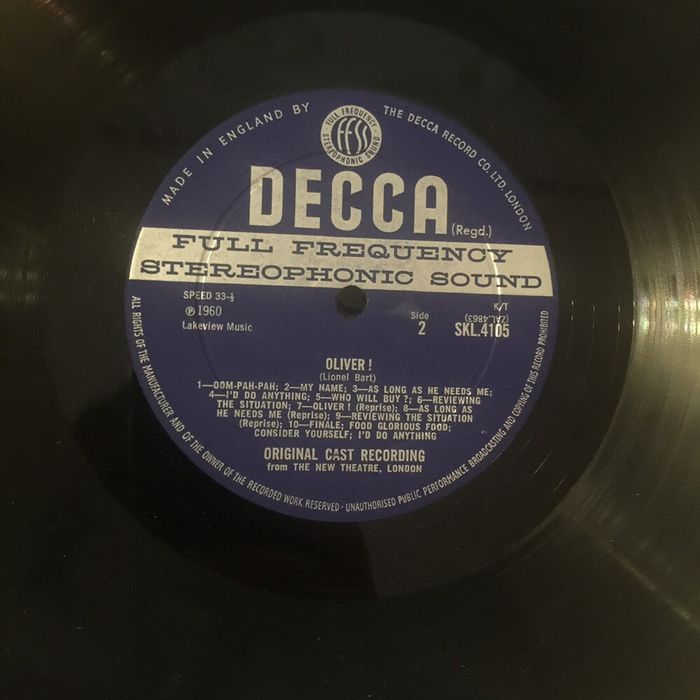 MADE IN ENGLAND BY
THE DECCA RECORD CO. LTD. LONDON
FULL FREQUENCY
ffss
STEREOPHONIC SOUND
DECCA (Regd.)
FULL FREQUENCY
STEREOPHONIC SOUND
SPEED 33-⅓
℗1960
Lakeview Music
Side
2
T/K
(ZAL.4863)
SKL.4105
OLIVER!
(Lionel Bart)
1—OOM-PAH-PAH; 2—MY NAME; 3—AS LONG AS HE NEEDS ME;
4—I'D DO ANYTHING; 5—WHO WILL BUY?; 6—REVIEWING
THE SITUATION; 7—OLIVER! (Reprise); 8—AS LONG AS
HE NEEDS ME (Reprise); 9—REVIEWING THE SITUATION
(Reprise); 10—FINALE; FOOD GLORIOUS FOOD;
CONSIDER YOURSELF; I'D DO ANYTHING
ORIGINAL CAST RECORDING
from THE NEW THEATRE, LONDON
ALL RIGHTS OF THE MANUFACTURER AND OF THE OWNER OF THE RECORDED WORK RESERVED · UNAUTHORISED PUBLIC PERFORMANCE BROADCASTING AND COPYING OF THIS RECORD PROHIBITED